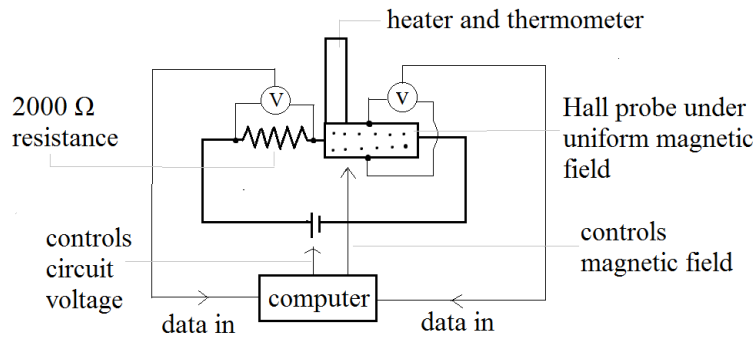 heater and thermometer
V
V
2000 Ω
resistance
Hall probe under
uniform magnetic
field
controls
circuit
voltage
controls
magnetic field
computer
data in
data in